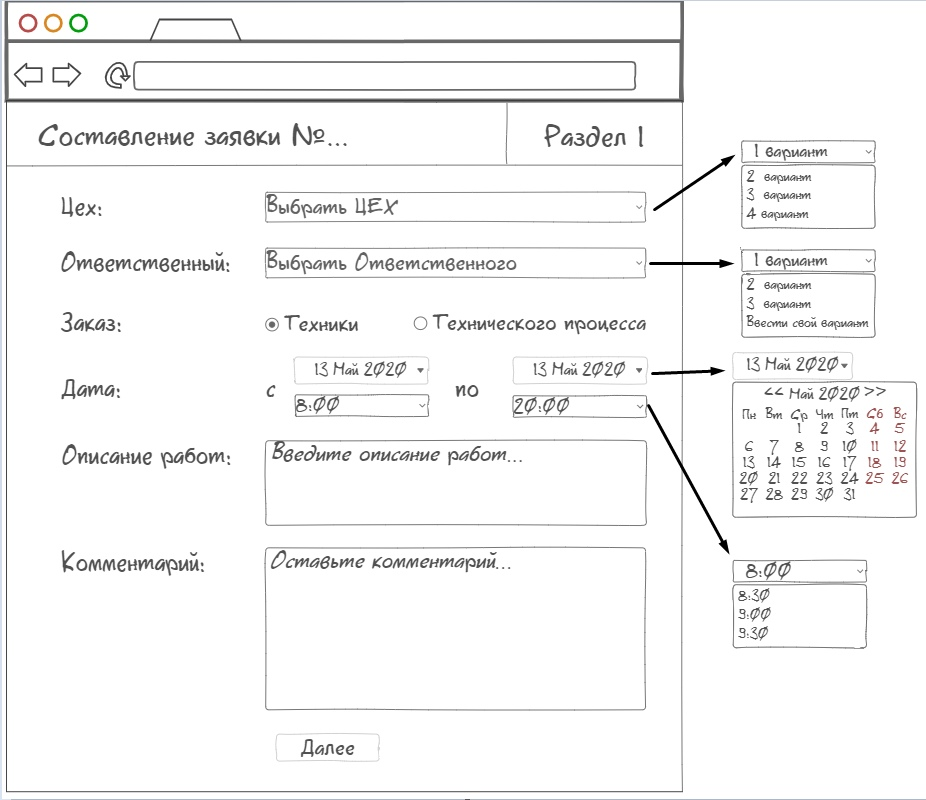 Составление заявки №...
Раздел 1
Цех:
Выбрать ЦЕХ
Ответственный:
Выбрать Ответственного
Заказ:
Техники
Технического процесса
Дата:
с
13 Май 2020
8:00
по
13 Май 2020
20:00
Описание работ:
Введите описание работ...
Комментарий:
Оставьте комментарий...
Далее
1 вариант
2 вариант
3 вариант
4 вариант
1 вариант
2 вариант
3 вариант
Ввести свой вариант
13 Май 2020
<< Май 2020 >>
Пн Вт Ср Чт Пт Сб Вс
1 2 3 4 5
6 7 8 9 10 11 12
13 14 15 16 17 18 19
20 21 22 23 24 25 26
27 28 29 30 31
8:00
8:30
9:00
9:30